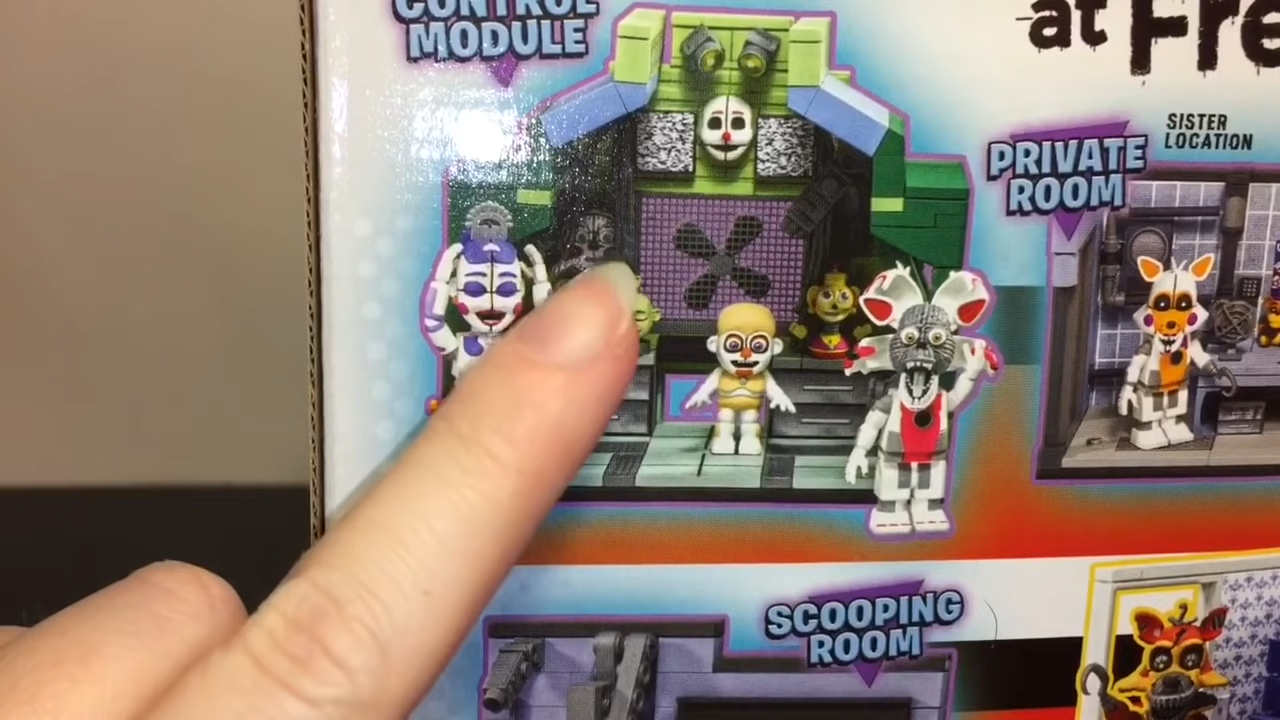 CONTROL
MODULE
at Fre
SISTER
LOCATION
PRIVATE
ROOM
SCOOPING
ROOM